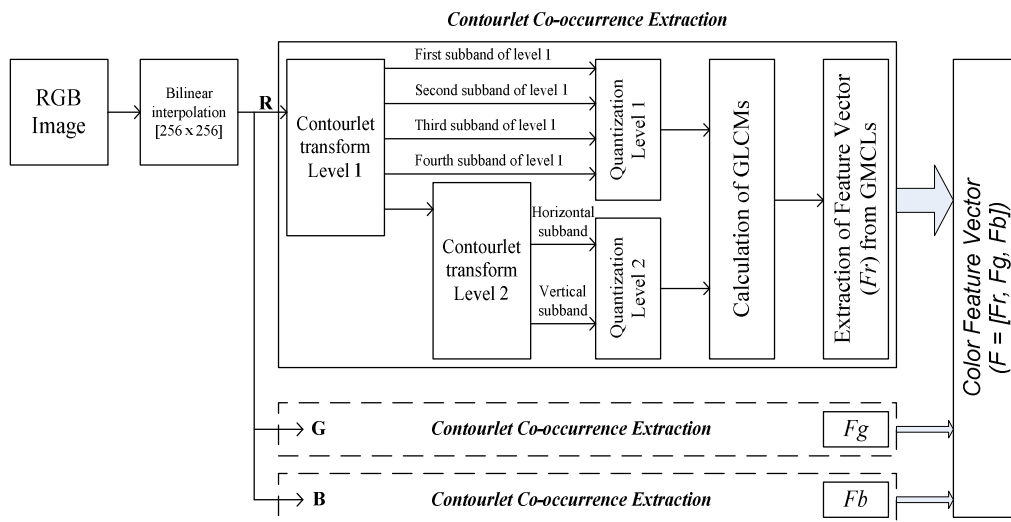 Contourlet Co-occurrence Extraction
RGB
Image
Bilinear
interpolation
[256 x 256]
R
Contourlet
transform
Level 1
First subband of level 1
Second subband of level 1
Third subband of level 1
Fourth subband of level 1
Quantization
Level 1
Contourlet
transform
Level 2
Horizontal
subband
Vertical
subband
Quantization
Level 2
Calculation of GLCMs
Extraction of Feature Vector
(Fr) from GMCLs
Color Feature Vector
(F = [Fr, Fg, Fb])
G
Contourlet Co-occurrence Extraction
Fg
B
Contourlet Co-occurrence Extraction
Fb